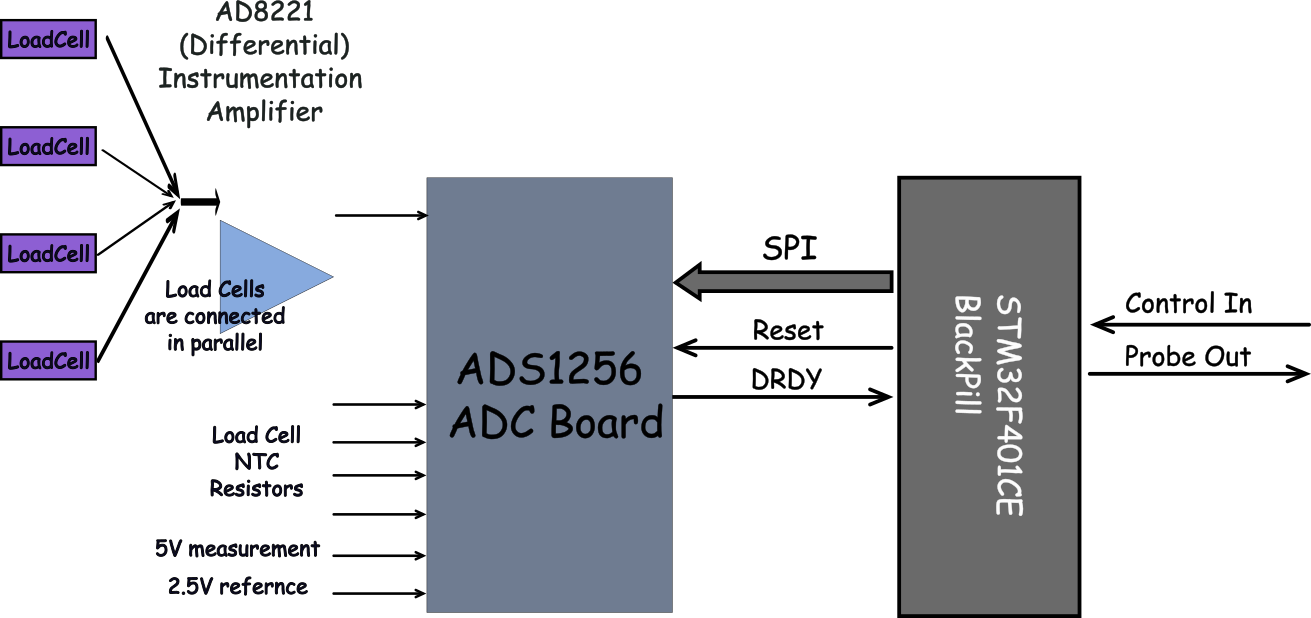 AD8221
(Differential)
Instrumentation
Amplifier
LoadCell
LoadCell
LoadCell
LoadCell
Load Cells
are connected
in parallel
Load Cell
NTC
Resistors
5V measurement
2.5V refernce
ADS1256
ADC Board
SPI
Reset
DRDY
STM32F401CE
BlackPill
Control In
Probe Out